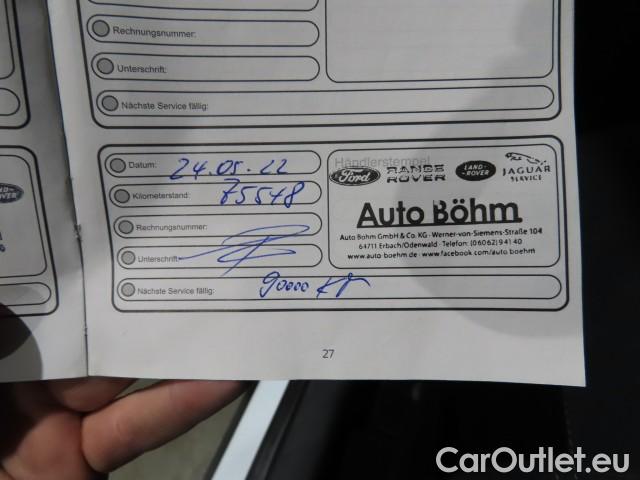 Rechnungsnummer:
Unterschrift:
Nächste Service fällig:
Datum: 24.05.22
Händlerstempel
Ford RANGE ROVER LAND-ROVER JAGUAR SERVICE
Kilometerstand: 75548
Auto Böhm
Rechnungsnummer:
Auto Böhm GmbH & Co. KG · Werner-von-Siemens-Straße 104
64711 Erbach/Odenwald · Telefon: (06062) 94140
www.auto-boehm.de · www.facebook.com/auto.boehm
Unterschrift:
Nächste Service fällig: 90000 KM
27
CarOutlet.eu